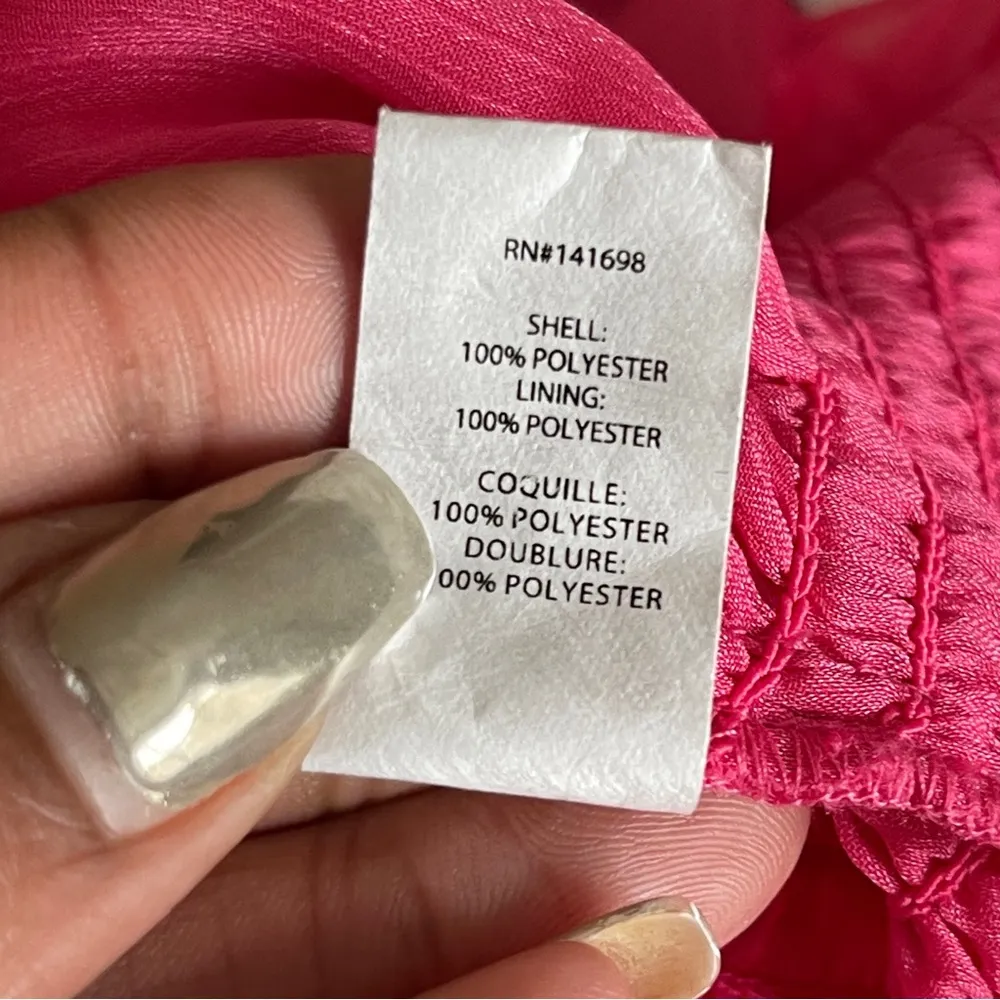 RN#141698
SHELL:
100% POLYESTER
LINING:
100% POLYESTER
COQUILLE:
100% POLYESTER
DOUBLURE:
00% POLYESTER